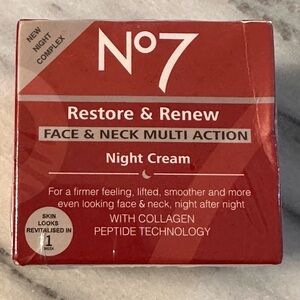 NEW
NIGHT
COMPLEX
No7
Restore & Renew
FACE & NECK MULTI ACTION
Night Cream
For a firmer feeling, lifted, smoother and more
even looking face & neck, night after night
WITH COLLAGEN
PEPTIDE TECHNOLOGY
SKIN
LOOKS
REVITALISED IN
1
WEEK